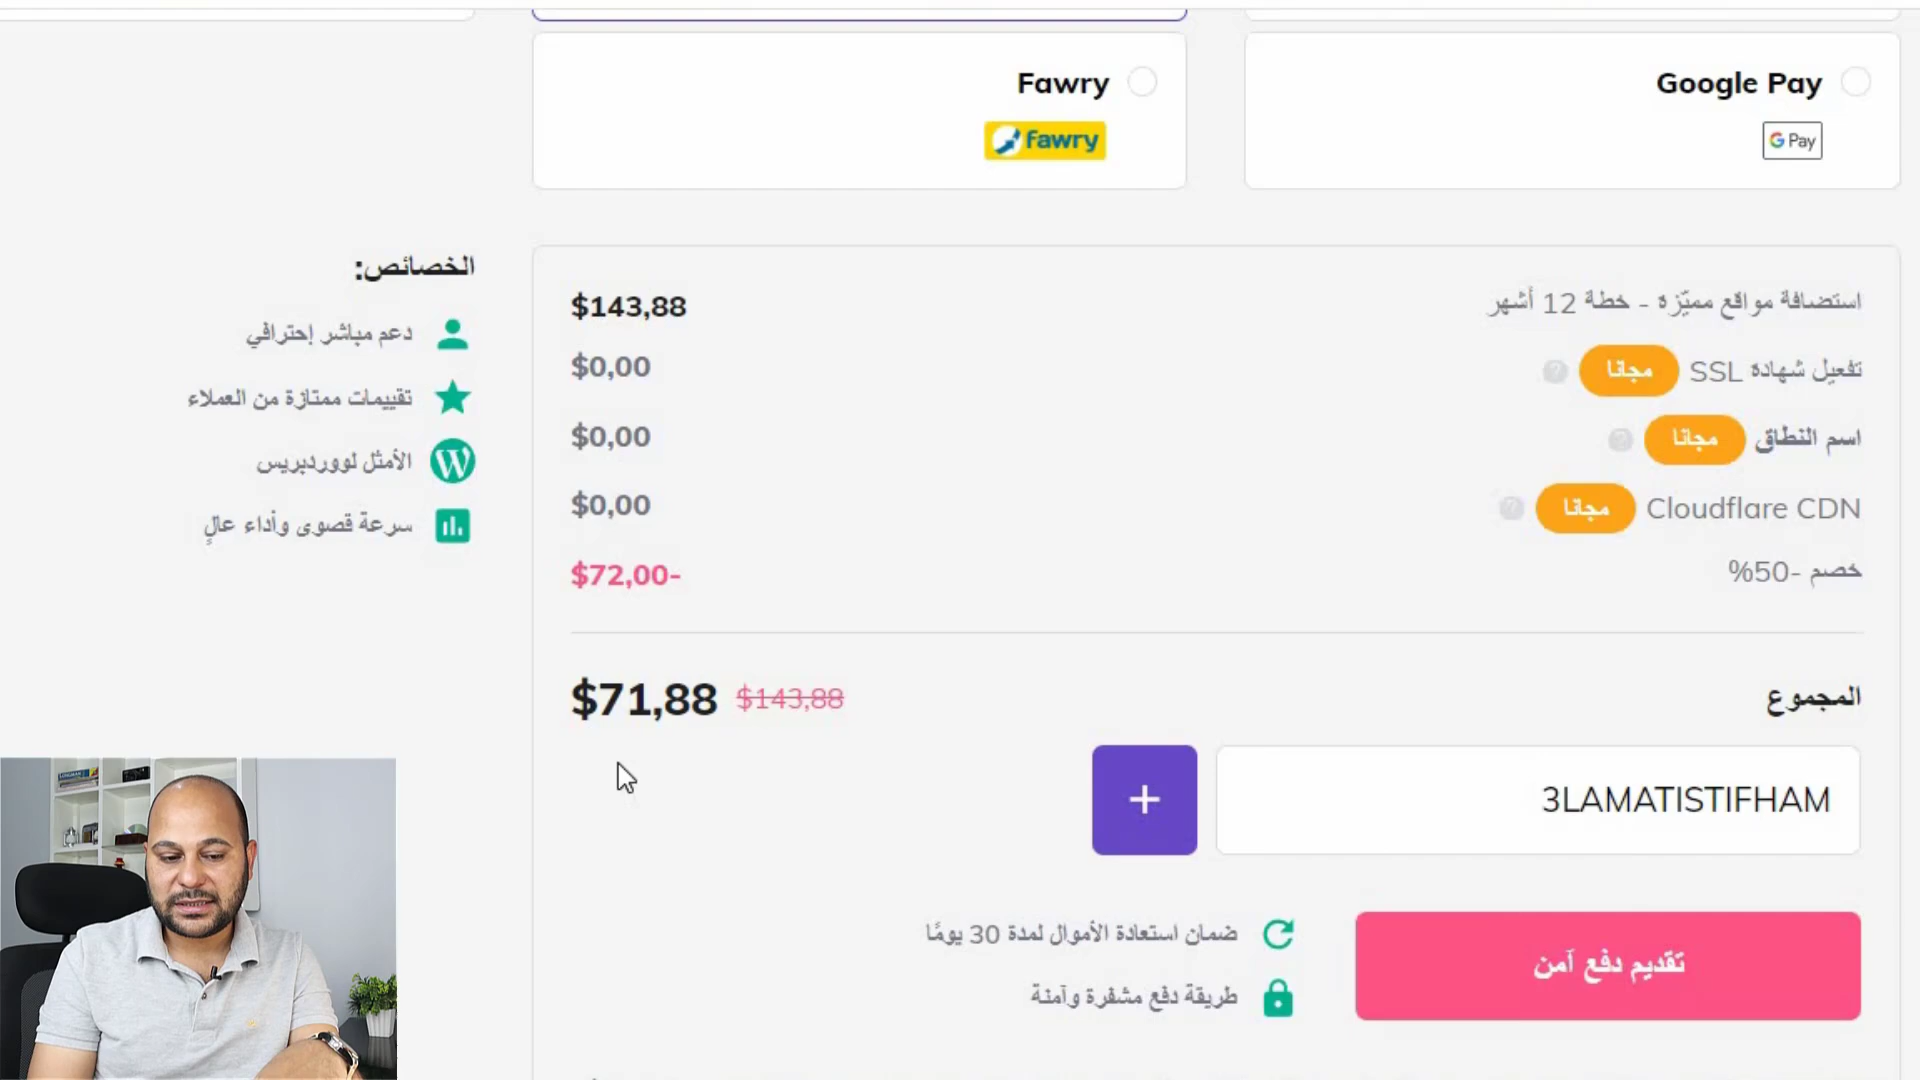 Google Pay
G Pay
Fawry
fawry
استضافة مواقع مميّزة - خطة 12 أشهر
$143,88
تفعيل شهادة SSL
مجانا
$0,00
اسم النطاق
مجانا
$0,00
Cloudflare CDN
مجانا
$0,00
خصم -50%
$72,00-
المجموع
$71,88 $143,88
3LAMATISTIFHAM
+
تقديم دفع آمن
ضمان استعادة الأموال لمدة 30 يومًا
طريقة دفع مشفرة وآمنة
الخصائص:
دعم مباشر إحترافي
تقييمات ممتازة من العملاء
الأمثل لووردبريس
سرعة قصوى وأداء عالٍ